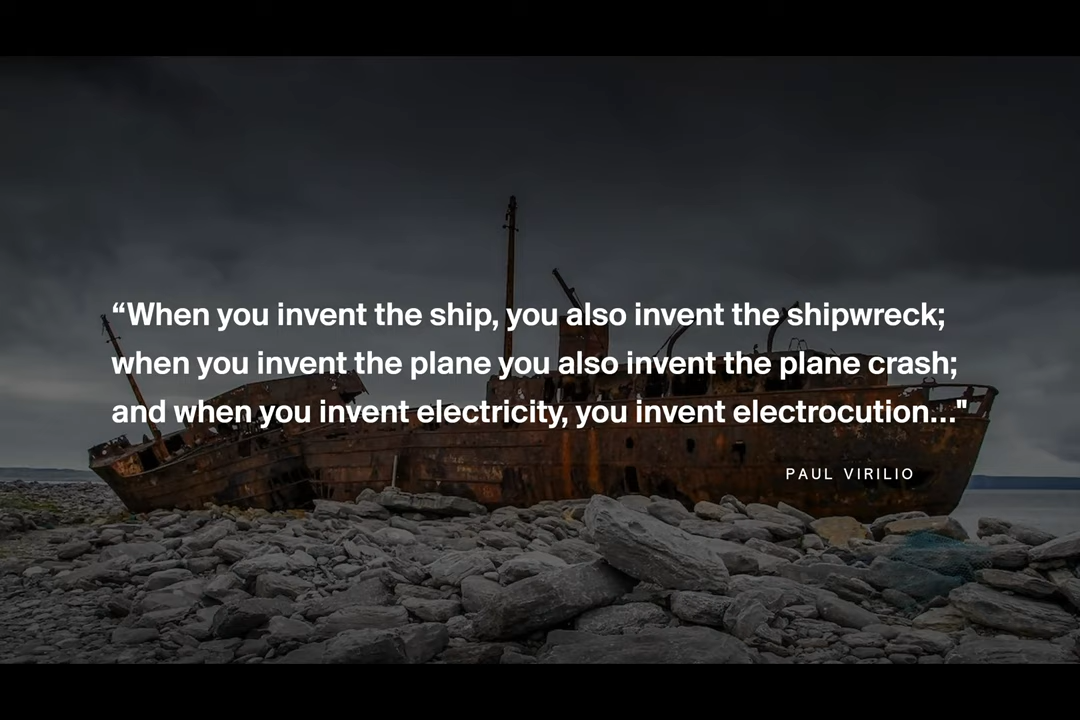 “When you invent the ship, you also invent the shipwreck;
when you invent the plane you also invent the plane crash;
and when you invent electricity, you invent electrocution..."
PAUL VIRILIO